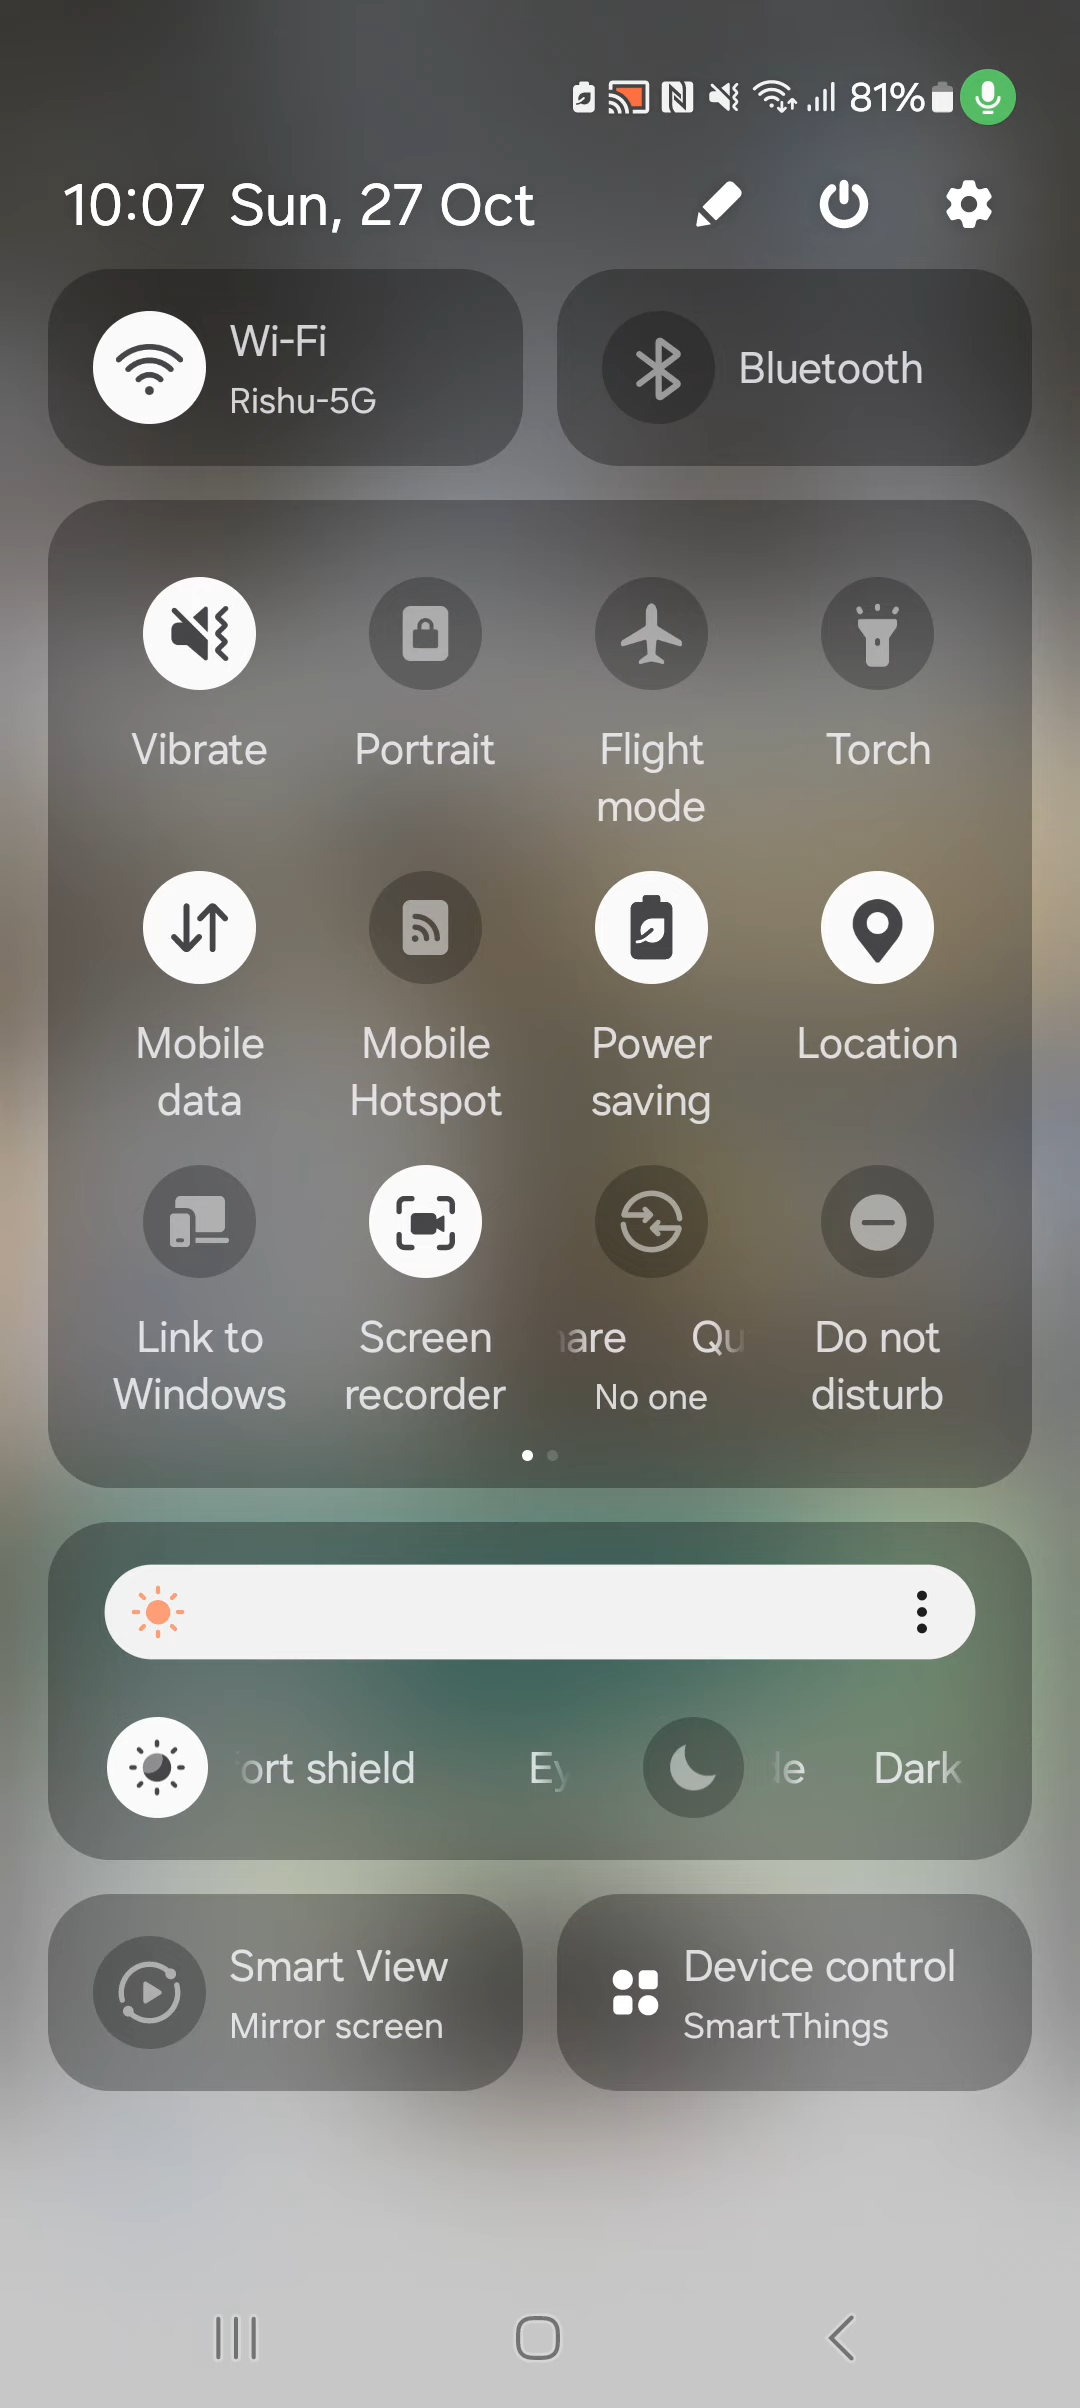 81%
10:07 Sun, 27 Oct
Wi-Fi
Rishu-5G
Bluetooth
Vibrate
Portrait
Flight
mode
Torch
Mobile
data
Mobile
Hotspot
Power
saving
Location
Link to
Windows
Screen
recorder
are Qu
No one
Do not
disturb
ort shield Ey
le Dark
Smart View
Mirror screen
Device control
SmartThings